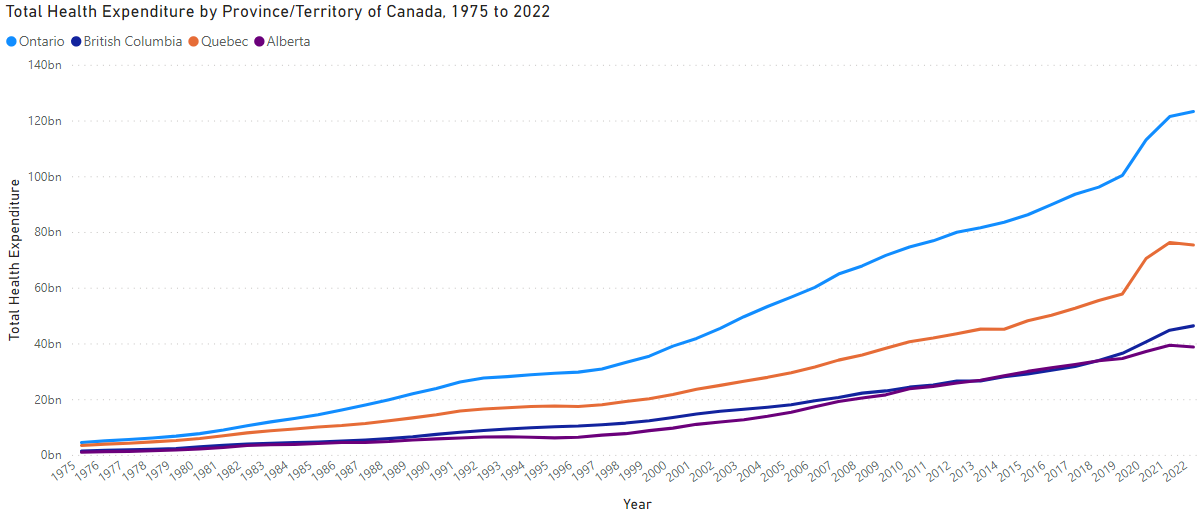 Total Health Expenditure by Province/Territory of Canada, 1975 to 2022
Ontario British Columbia Quebec Alberta
140bn
120bn
100bn
80bn
60bn
40bn
20bn
0bn
Total Health Expenditure
1975 1976 1977 1978 1979 1980 1981 1982 1983 1984 1985 1986 1987 1988 1989 1990 1991 1992 1993 1994 1995 1996 1997 1998 1999 2000 2001 2002 2003 2004 2005 2006 2007 2008 2009 2010 2011 2012 2013 2014 2015 2016 2017 2018 2019 2020 2021 2022
Year